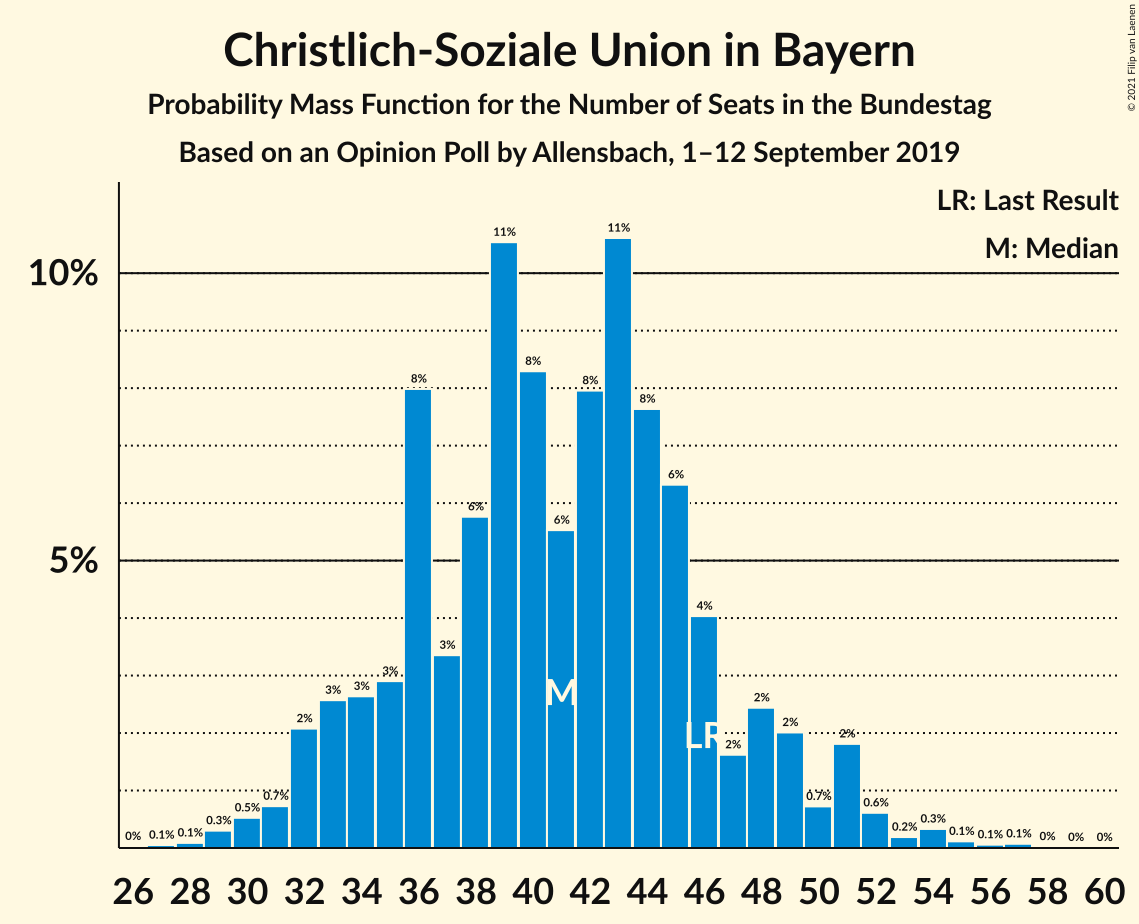 Christlich-Soziale Union in Bayern
Probability Mass Function for the Number of Seats in the Bundestag
Based on an Opinion Poll by Allensbach, 1–12 September 2019
© 2021 Filip van Laenen
LR: Last Result
M: Median
10%
5%
0% 0.1% 0.1% 0.3% 0.5% 0.7% 2% 3% 3% 3% 8% 3% 6% 11% 8% 6% 8% 11% 8% 6% 4% 2% 2% 2% 0.7% 2% 0.6% 0.2% 0.3% 0.1% 0.1% 0.1% 0% 0% 0%
M
LR
26 28 30 32 34 36 38 40 42 44 46 48 50 52 54 56 58 60